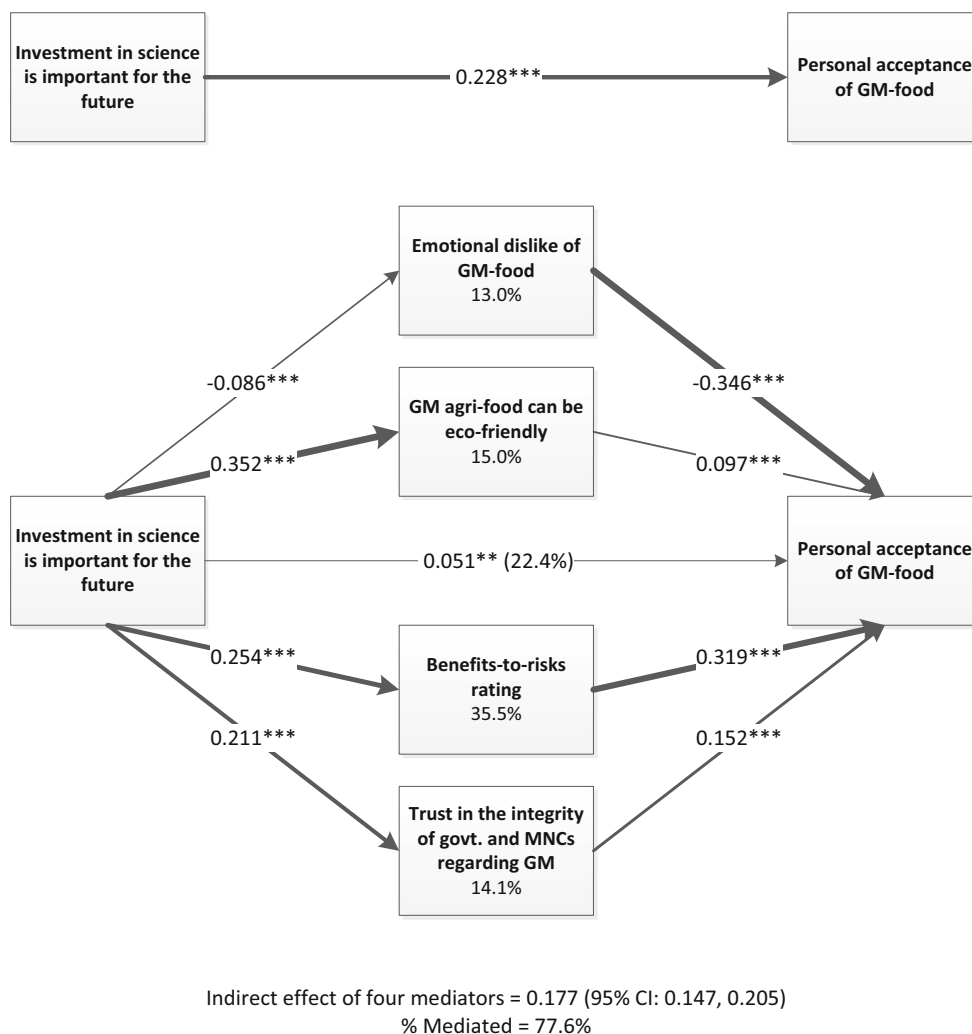 Investment in science
is important for the
future
0.228***
Personal acceptance
of GM-food
Emotional dislike of
GM-food
13.0%
-0.086***
-0.346***
GM agri-food can be
eco-friendly
15.0%
0.352***
0.097***
Investment in science
is important for the
future
0.051** (22.4%)
Personal acceptance
of GM-food
0.254***
Benefits-to-risks
rating
35.5%
0.319***
0.211***
0.152***
Trust in the integrity
of govt. and MNCs
regarding GM
14.1%
Indirect effect of four mediators = 0.177 (95% CI: 0.147, 0.205)
% Mediated = 77.6%